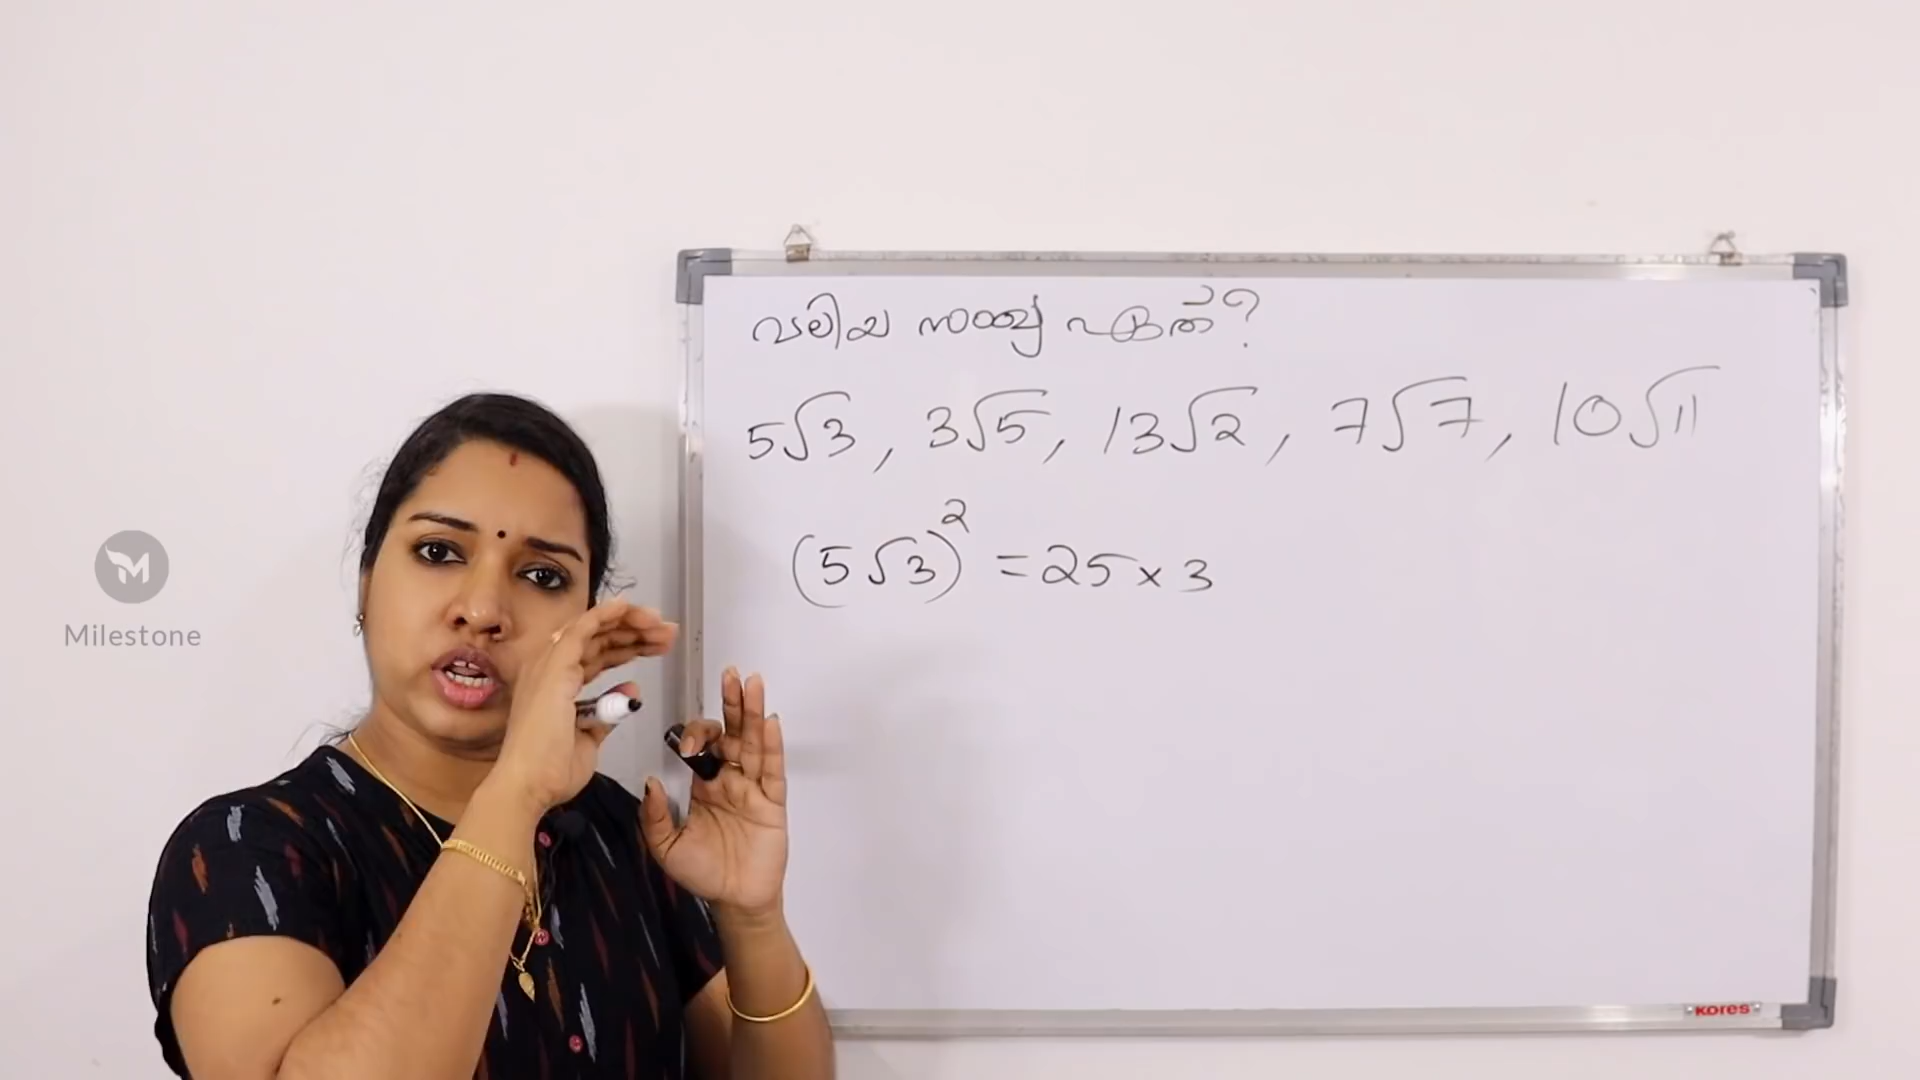 വലിയ സംഖ്യ ഏത്?
5√3, 3√5, 13√2, 7√7, 10√11
(5√3)² = 25 × 3
M
Milestone
KORES